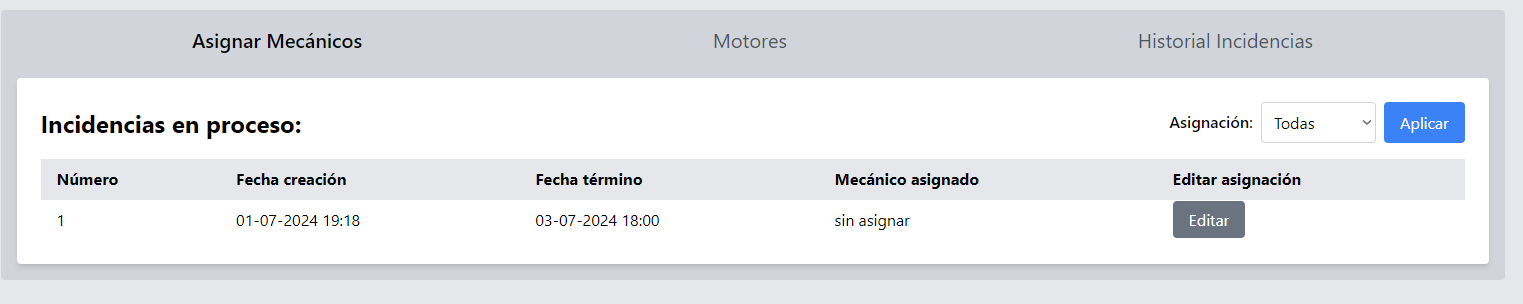 Asignar Mecánicos Motores Historial Incidencias
Incidencias en proceso: Asignación: Todas Aplicar
Número Fecha creación Fecha término Mecánico asignado Editar asignación
1 01-07-2024 19:18 03-07-2024 18:00 sin asignar Editar